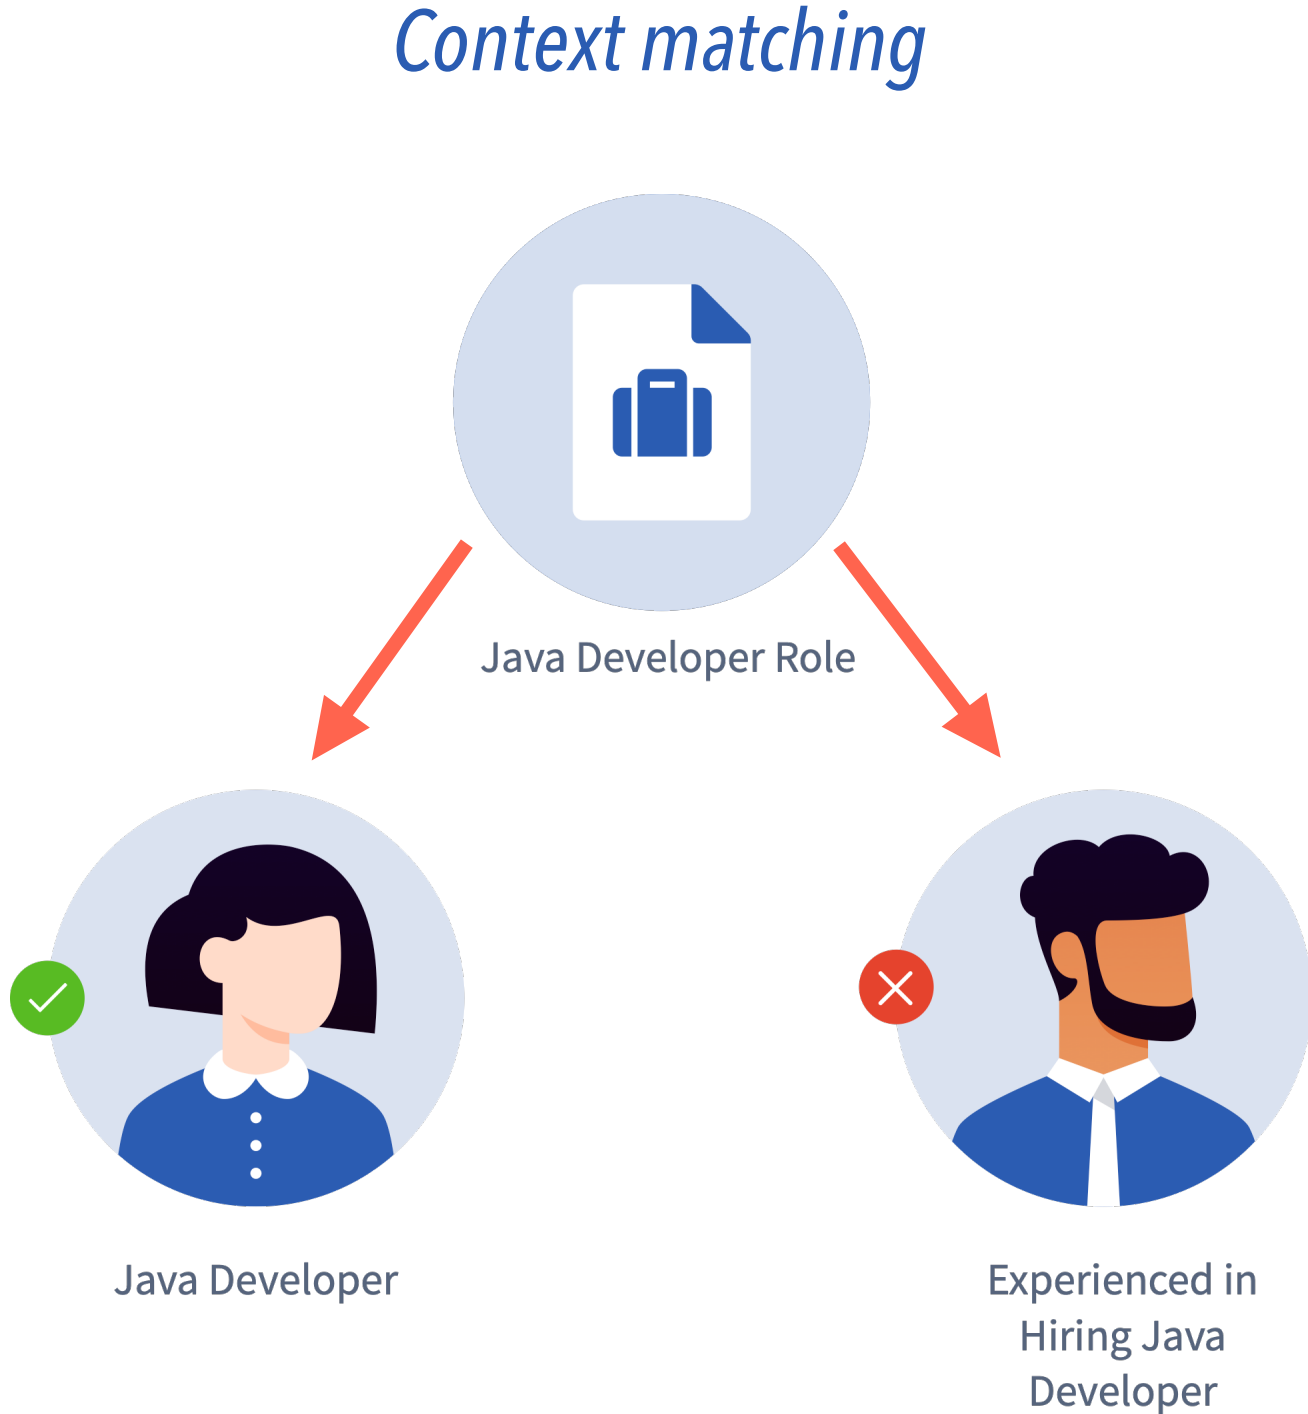 Context matching
Java Developer Role
Java Developer
Experienced in
Hiring Java
Developer